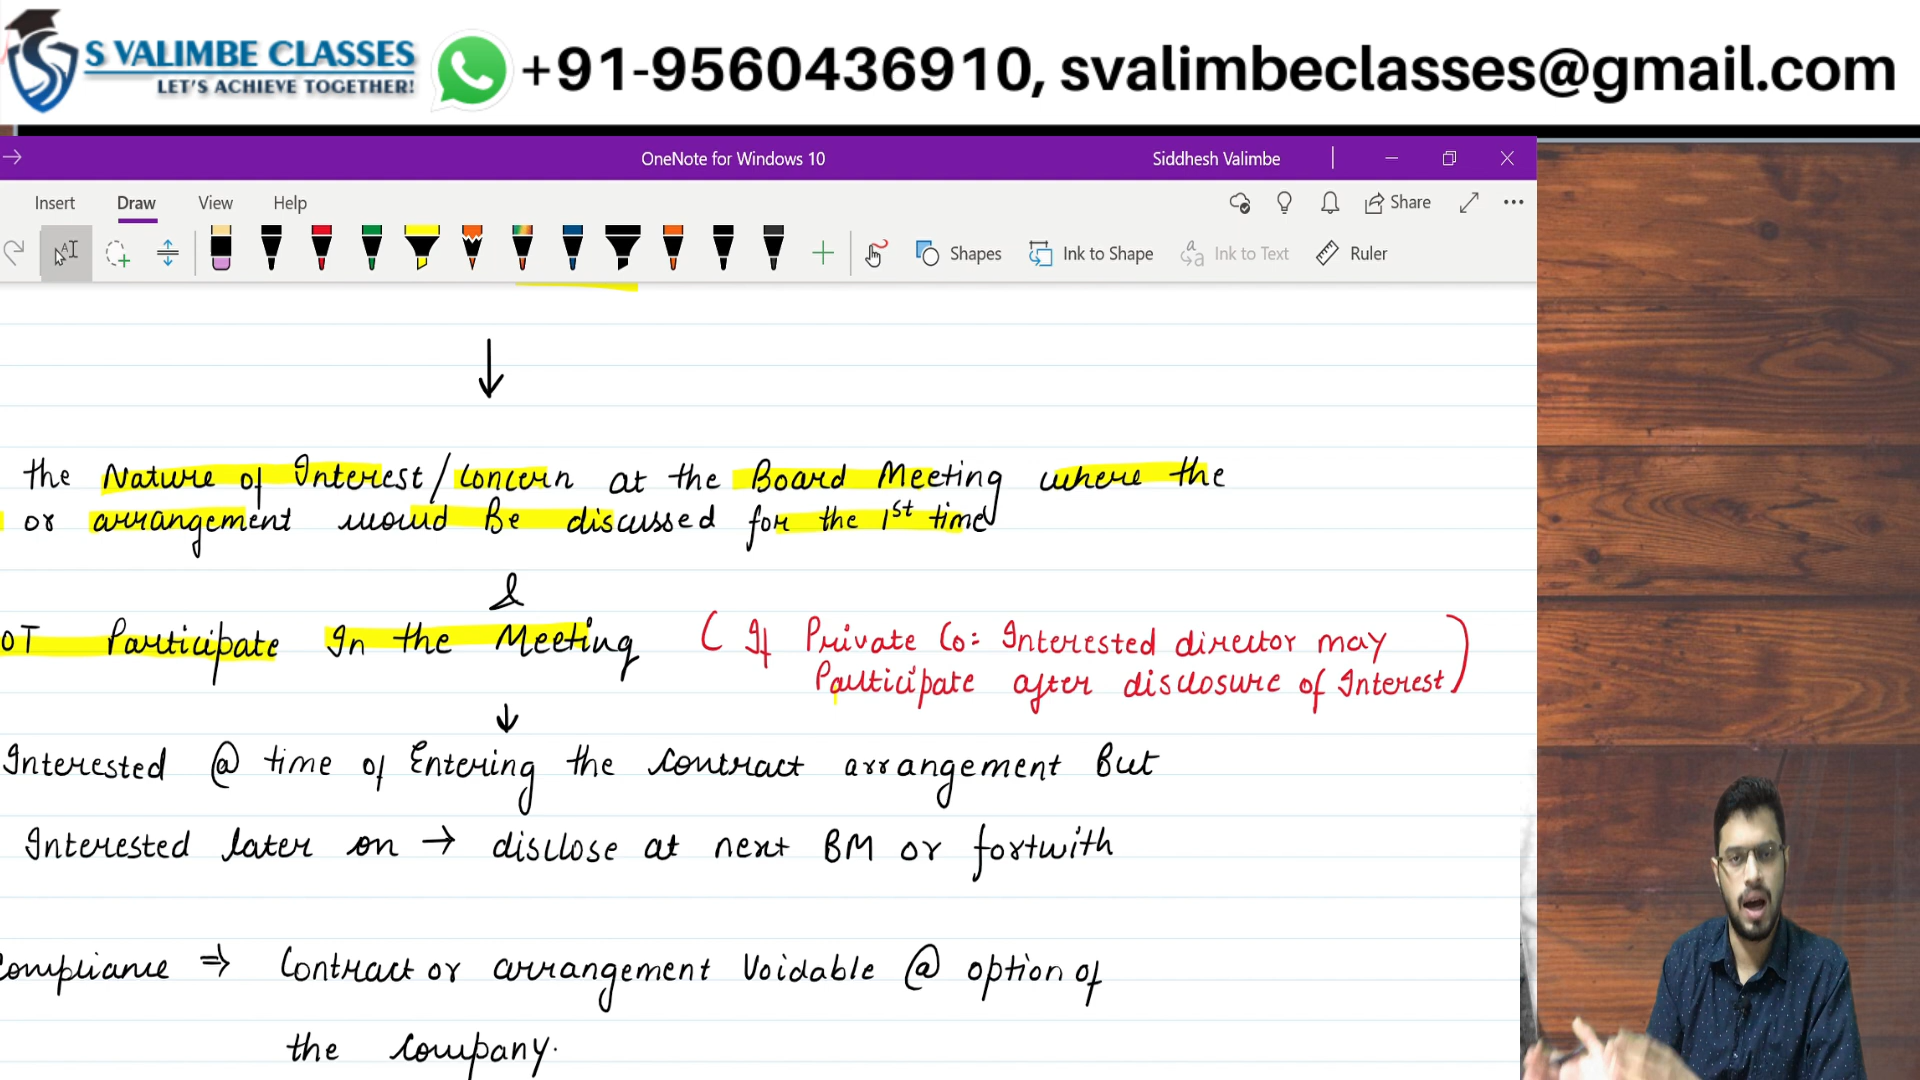 S VALIMBE CLASSES
LET'S ACHIEVE TOGETHER!
+91-9560436910, svalimbeclasses@gmail.com
OneNote for Windows 10
Siddhesh Valimbe
Insert Draw View Help
Share
Shapes Ink to Shape Ink to Text Ruler
the Nature of Interest/concern at the Board Meeting where the
or arrangement would Be discussed for the 1st time
&
OT Participate In the Meeting
( If Private Co: Interested director may
Participate after disclosure of Interest)
Interested @ time of Entering the contract arrangement But
Interested later on → disclose at next BM or fortwith
compliance ⇒ Contract or arrangement Voidable @ option of
the company.